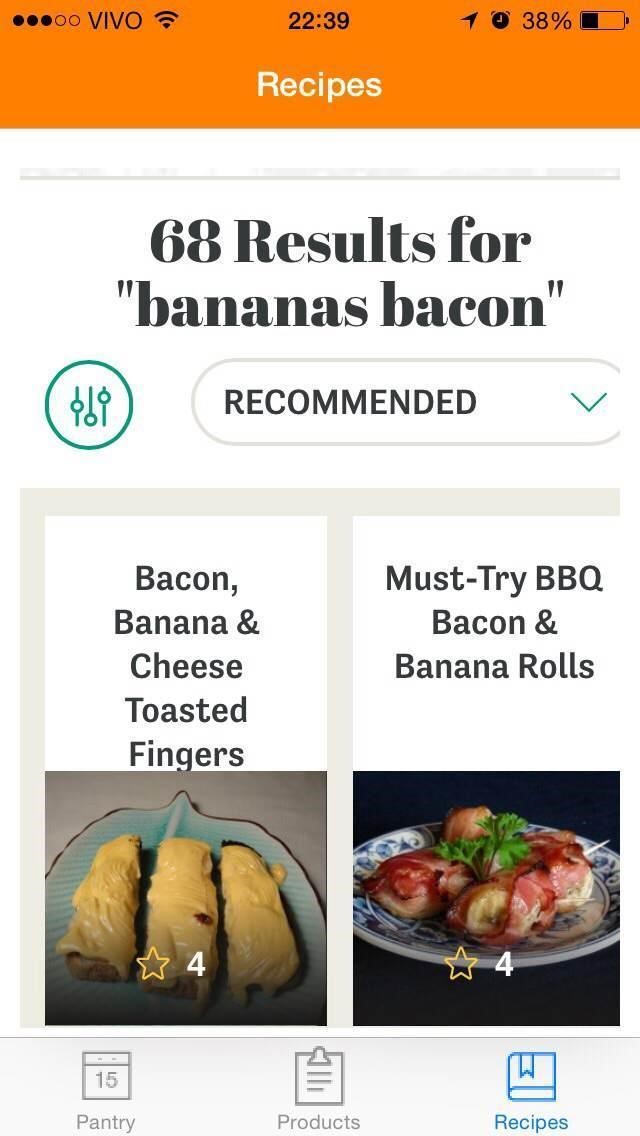 VIVO 22:39 38%
Recipes
68 Results for
"bananas bacon"
RECOMMENDED
Bacon,
Banana &
Cheese
Toasted
Fingers
Must-Try BBQ
Bacon &
Banana Rolls
4
4
15
Pantry
Products
Recipes